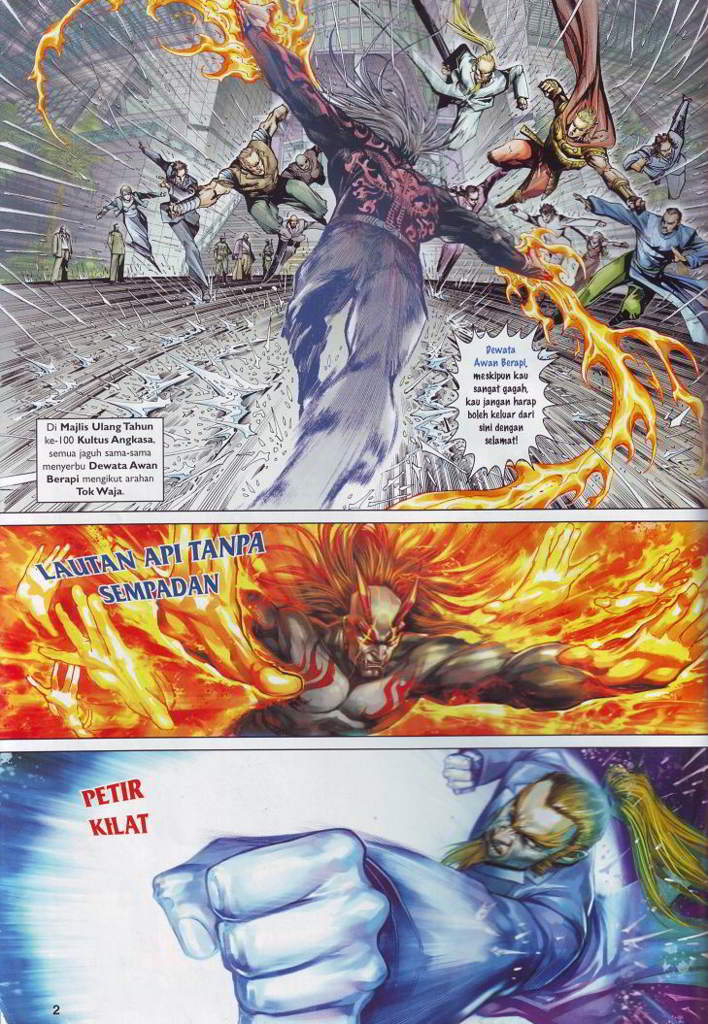 Dewata
Awan Berapi,
meskipun kau
sangat gagah,
kau jangan harap
boleh keluar dari
sini dengan
selamat!
Di Majlis Ulang Tahun
ke-100 Kultus Angkasa,
semua jaguh sama-sama
menyerbu Dewata Awan
Berapi mengikut arahan
Tok Waja.
LAUTAN API TANPA
SEMPADAN
PETIR
KILAT
2